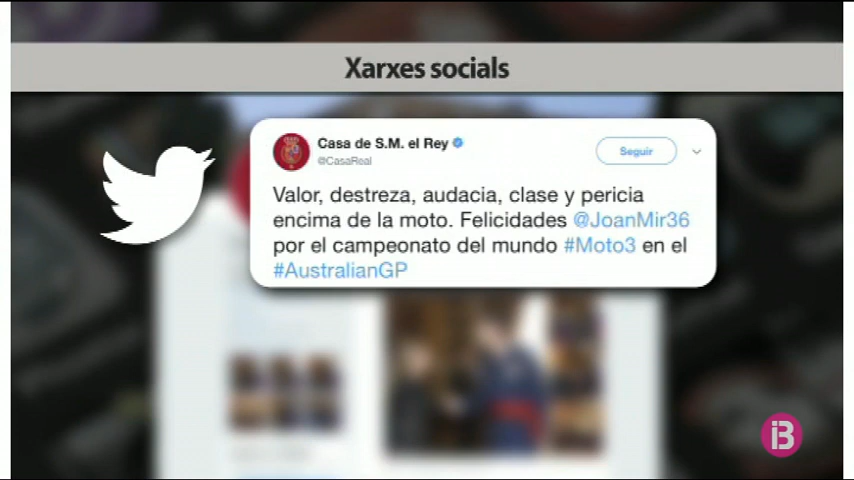 Xarxes socials
Casa de S.M. el Rey
@CasaReal
Seguir
Valor, destreza, audacia, clase y pericia
encima de la moto. Felicidades @JoanMir36
por el campeonato del mundo #Moto3 en el
#AustralianGP
iB3